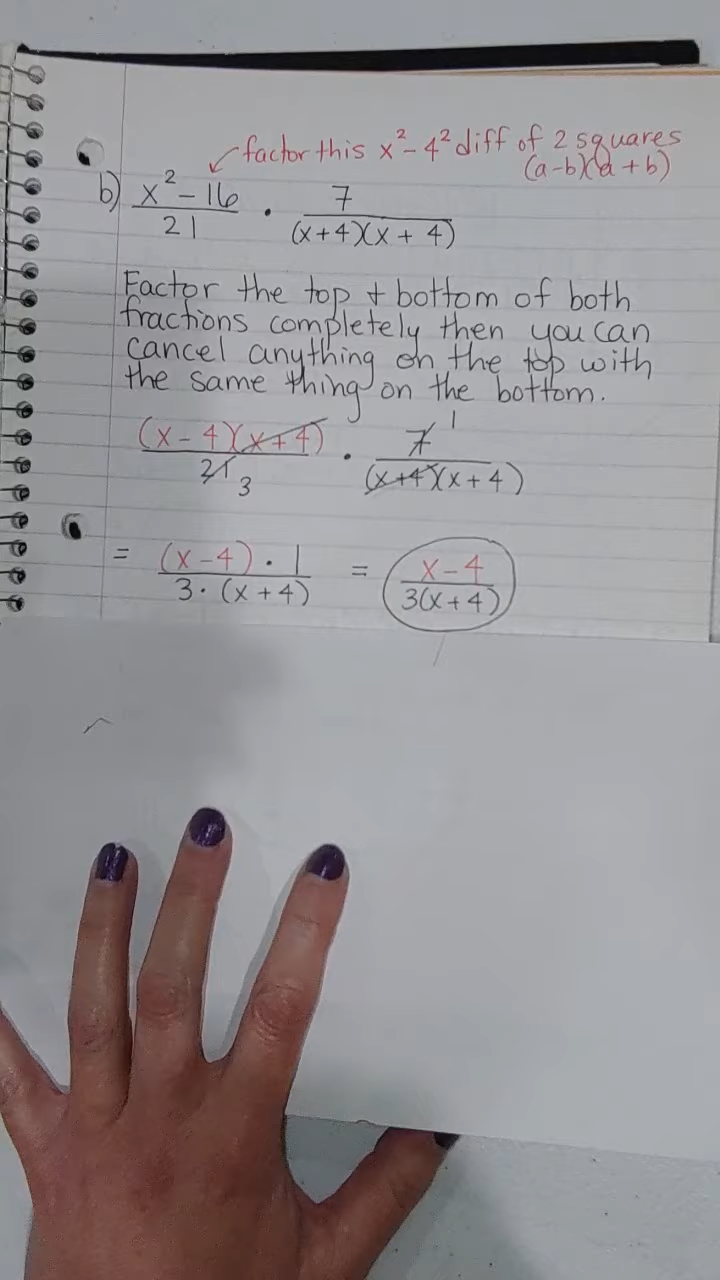 factor this x² - 4² diff of 2 squares
(a-b)(a+b)
b) x² - 16 / 21 · 7 / (x+4)(x+4)
Factor the top + bottom of both
fractions completely then you can
cancel anything on the top with
the same thing on the bottom.
(x-4)(x+4) / 21 3 · 7 1 / (x+4)(x+4)
= (x-4) · 1 / 3 · (x+4) = x-4 / 3(x+4)